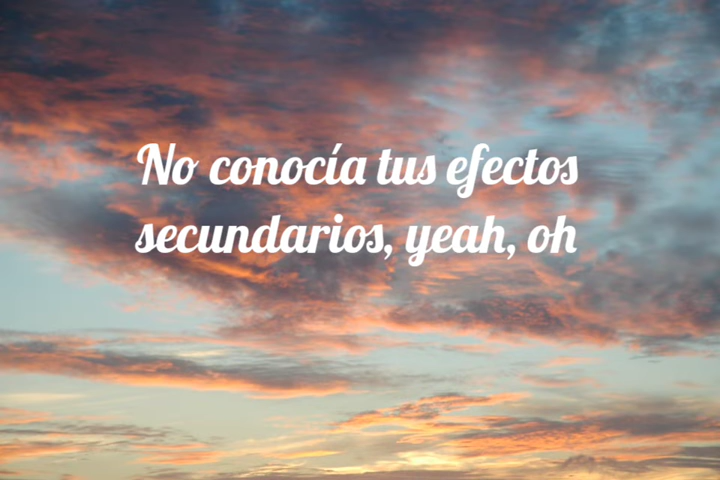 No conocía tus efectos
secundarios, yeah, oh